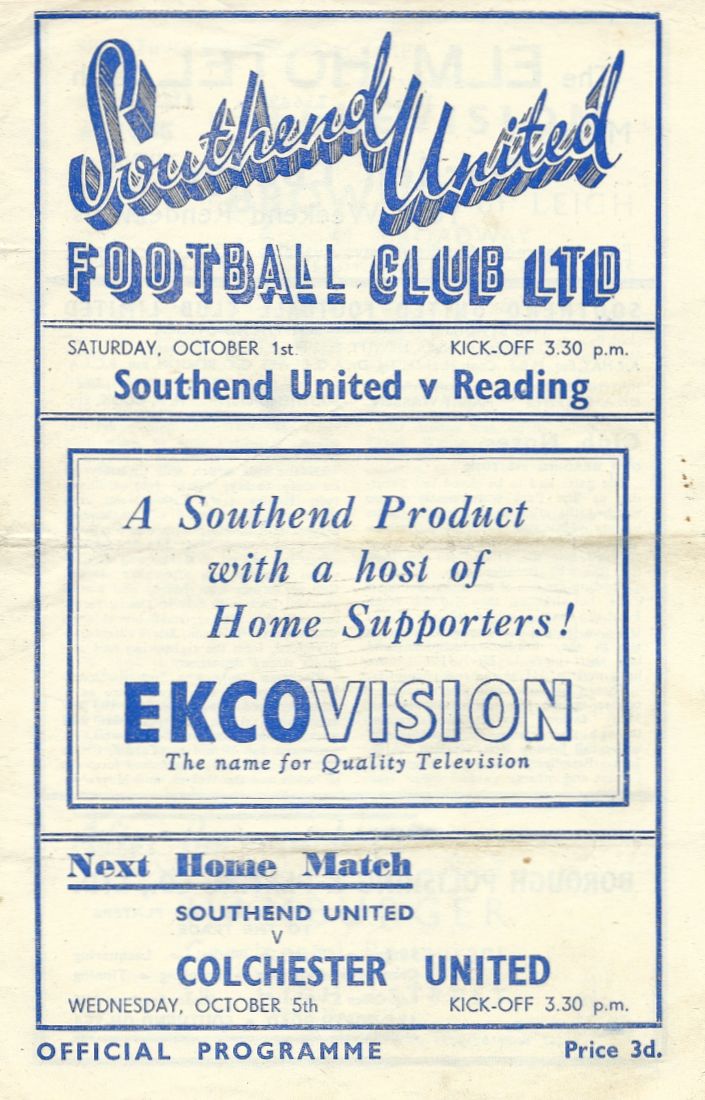 Southend United
FOOTBALL CLUB LTD
SATURDAY, OCTOBER 1st. KICK-OFF 3.30 p.m.
Southend United v Reading
A Southend Product
with a host of
Home Supporters!
EKCOVISION
The name for Quality Television
Next Home Match
SOUTHEND UNITED
V
COLCHESTER UNITED
WEDNESDAY, OCTOBER 5th. KICK-OFF 3.30 p.m.
OFFICIAL PROGRAMME Price 3d.